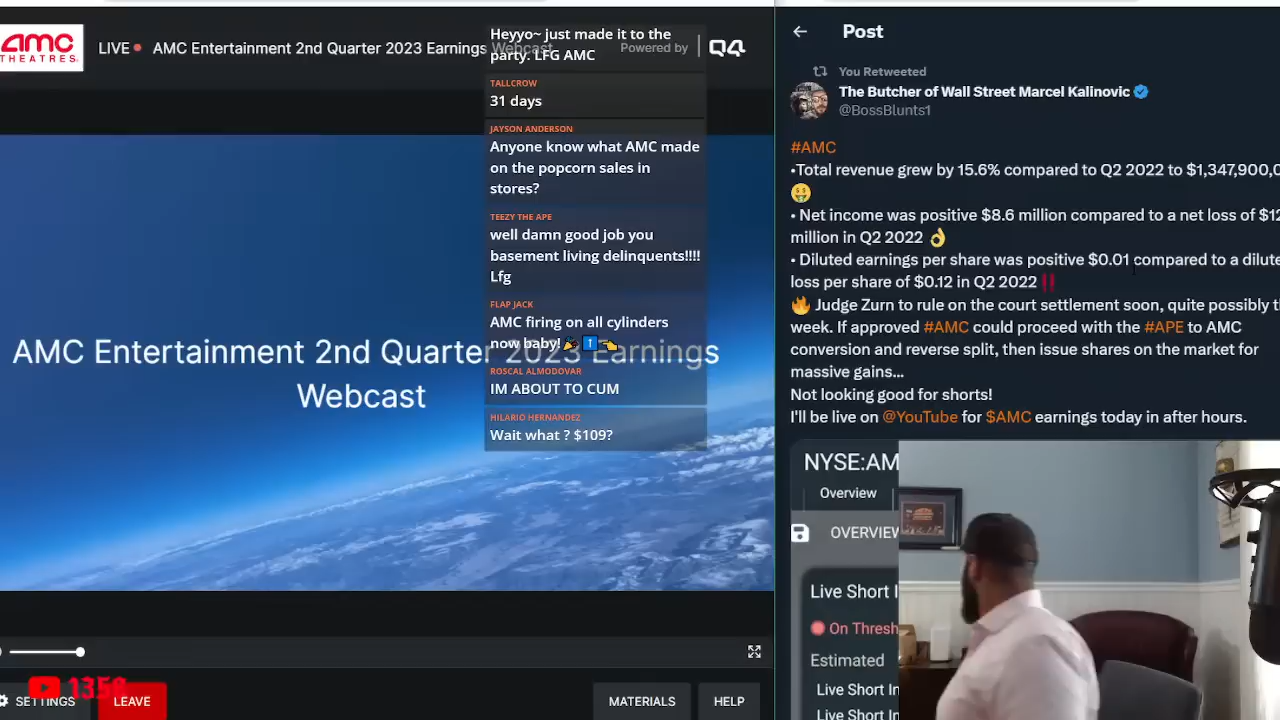 amc
THEATRES
LIVE
AMC Entertainment 2nd Quarter 2023 Earnings Webcast
Powered by
Q4
Heyyo~ just made it to the
party. LFG AMC
TALLCROW
31 days
JAYSON ANDERSON
Anyone know what AMC made
on the popcorn sales in
stores?
TEEZY THE APE
well damn good job you
basement living delinquents!!!!
Lfg
FLAP JACK
AMC firing on all cylinders
now baby! 🎉⬆️👈
ROSCAL ALMODOVAR
IM ABOUT TO CUM
HILARIO HERNANDEZ
Wait what ? $109?
AMC Entertainment 2nd Quarter 2023 Earnings
Webcast
SETTINGS
1358
LEAVE
MATERIALS
HELP
Post
You Retweeted
The Butcher of Wall Street Marcel Kalinovic
@BossBlunts1
#AMC
•Total revenue grew by 15.6% compared to Q2 2022 to $1,347,900,0
🤑
• Net income was positive $8.6 million compared to a net loss of $12
million in Q2 2022 👌
• Diluted earnings per share was positive $0.01 compared to a dilute
loss per share of $0.12 in Q2 2022 ‼️
🔥 Judge Zurn to rule on the court settlement soon, quite possibly th
week. If approved #AMC could proceed with the #APE to AMC
conversion and reverse split, then issue shares on the market for
massive gains...
Not looking good for shorts!
I'll be live on @YouTube for $AMC earnings today in after hours.
NYSE:AM
Overview
OVERVIEW
Live Short I
On Thresh
Estimated
Live Short In
Live Short In